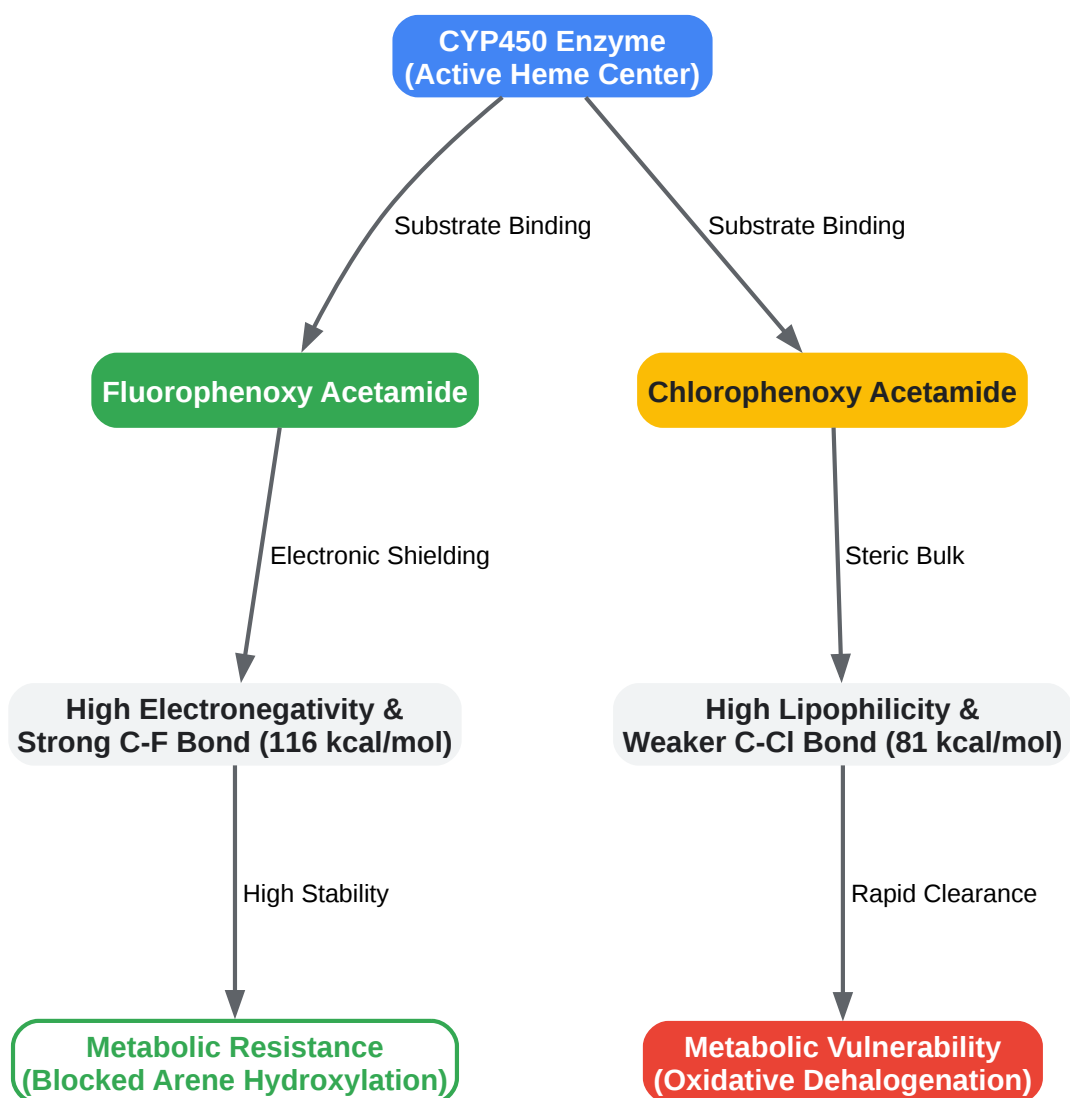 CYP450 Enzyme
(Active Heme Center)
Substrate Binding
Substrate Binding
Fluorophenoxy Acetamide
Chlorophenoxy Acetamide
Electronic Shielding
Steric Bulk
High Electronegativity &
Strong C-F Bond (116 kcal/mol)
High Lipophilicity &
Weaker C-Cl Bond (81 kcal/mol)
High Stability
Rapid Clearance
Metabolic Resistance
(Blocked Arene Hydroxylation)
Metabolic Vulnerability
(Oxidative Dehalogenation)